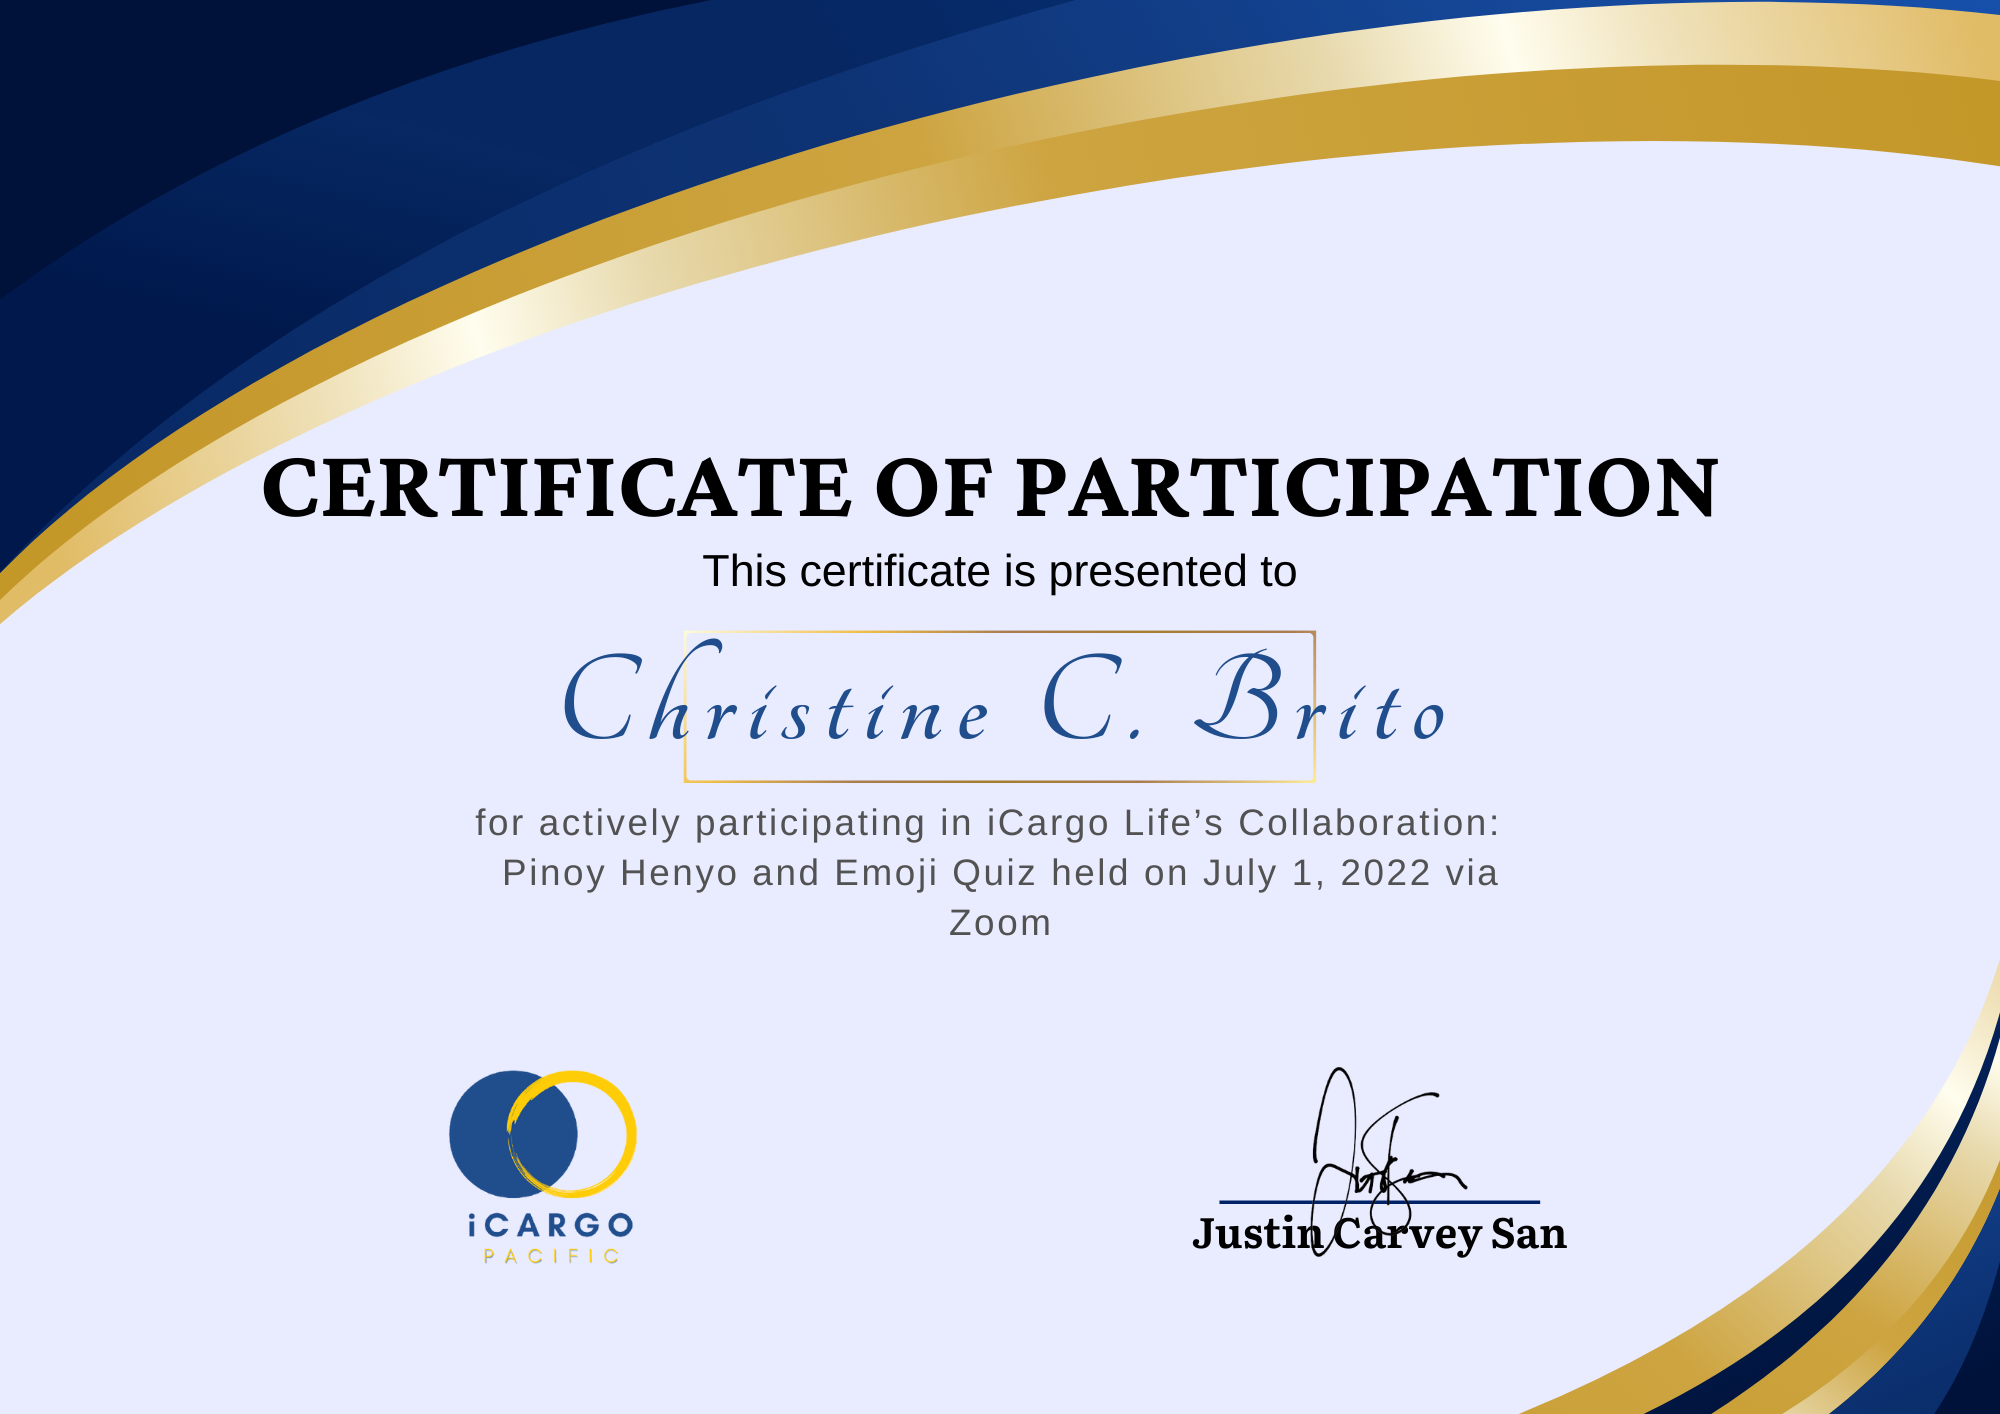 CERTIFICATE OF PARTICIPATION
This certificate is presented to
Christine C. Brito
for actively participating in iCargo Life’s Collaboration:
Pinoy Henyo and Emoji Quiz held on July 1, 2022 via
Zoom
iCARGO
PACIFIC
Justin Carvey San